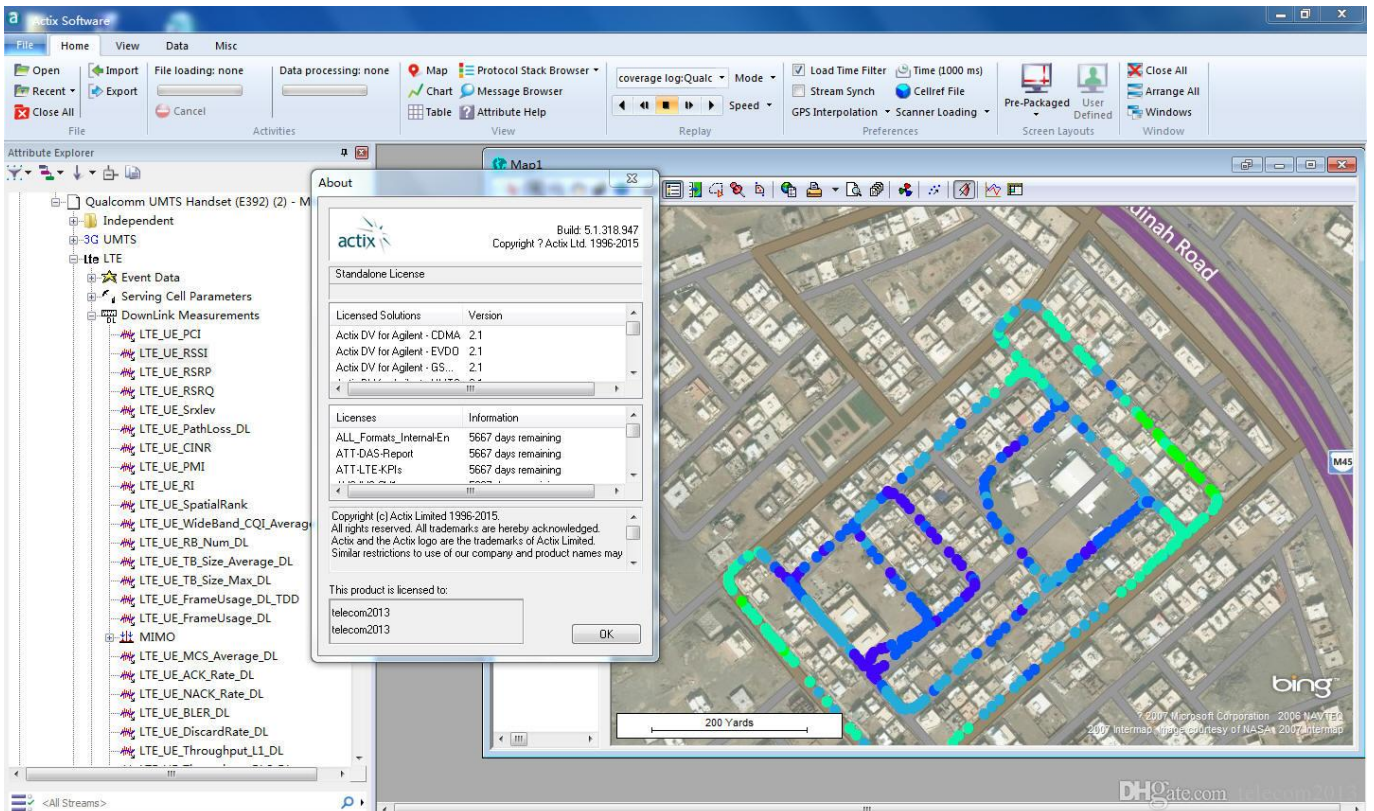 a Actix Software
File Home View Data Misc
Open Import File loading: none Data processing: none Map Protocol Stack Browser coverage log:Qualc Mode Load Time Filter Time (1000 ms) Close All
Recent Export Chart Message Browser Stream Synch Cellref File Pre-Packaged User Defined Arrange All
Close All Cancel Table Attribute Help Speed GPS Interpolation Scanner Loading Windows
File Activities View Replay Preferences Screen Layouts Window
Attribute Explorer
Qualcomm UMTS Handset (E392) (2) - M
Independent
3G UMTS
lte LTE
Event Data
Serving Cell Parameters
DL DownLink Measurements
LTE_UE_PCI
LTE_UE_RSSI
LTE_UE_RSRP
LTE_UE_RSRQ
LTE_UE_Srxlev
LTE_UE_PathLoss_DL
LTE_UE_CINR
LTE_UE_PMI
LTE_UE_RI
LTE_UE_SpatialRank
LTE_UE_WideBand_CQI_Average
LTE_UE_RB_Num_DL
LTE_UE_TB_Size_Average_DL
LTE_UE_TB_Size_Max_DL
LTE_UE_FrameUsage_DL_TDD
LTE_UE_FrameUsage_DL
MIMO
LTE_UE_MCS_Average_DL
LTE_UE_ACK_Rate_DL
LTE_UE_NACK_Rate_DL
LTE_UE_BLER_DL
LTE_UE_DiscardRate_DL
LTE_UE_Throughput_L1_DL
<All Streams>
About
actix
Build: 5.1.318.947
Copyright ? Actix Ltd. 1996-2015
Standalone License
Licensed Solutions Version
Actix DV for Agilent - CDMA 2.1
Actix DV for Agilent - EVDO 2.1
Actix DV for Agilent - GS... 2.1
Licenses Information
ALL_Formats_Internal-En 5667 days remaining
ATT-DAS-Report 5667 days remaining
ATT-LTE-KPIs 5667 days remaining
Copyright (c) Actix Limited 1996-2015.
All rights reserved. All trademarks are hereby acknowledged.
Actix and the Actix logo are the trademarks of Actix Limited.
Similar restrictions to use of our company and product names may
This product is licensed to:
telecom2013
telecom2013
OK
Map1
dinah Road
M45
bing
200 Yards
? 2007 Microsoft Corporation 2006 NAVTEQ
2007 Intermap Image courtesy of NASA 2007 Intermap
DHgate.com telecom2013